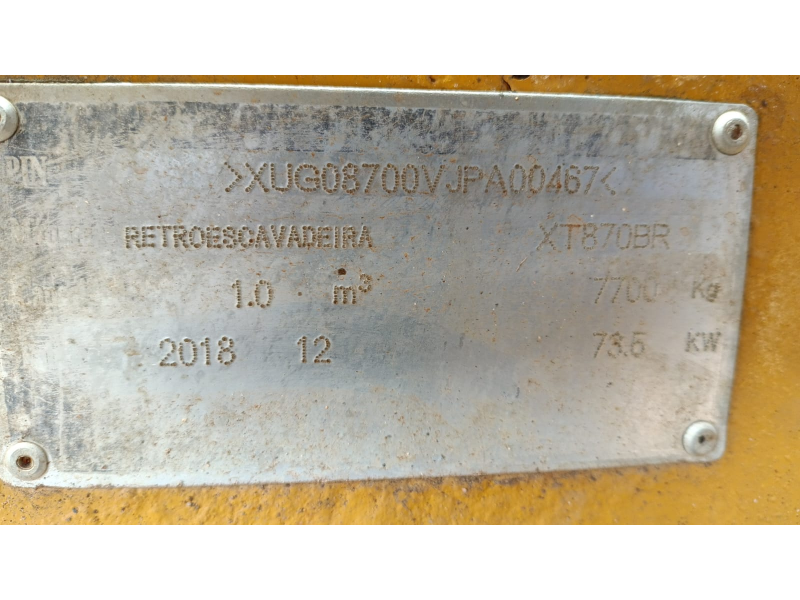 PIN >XUG08700VJPA00467<
RETROESCAVADEIRA XT870BR
1.0 m³ 7700 Kg
2018 12 73.5 KW